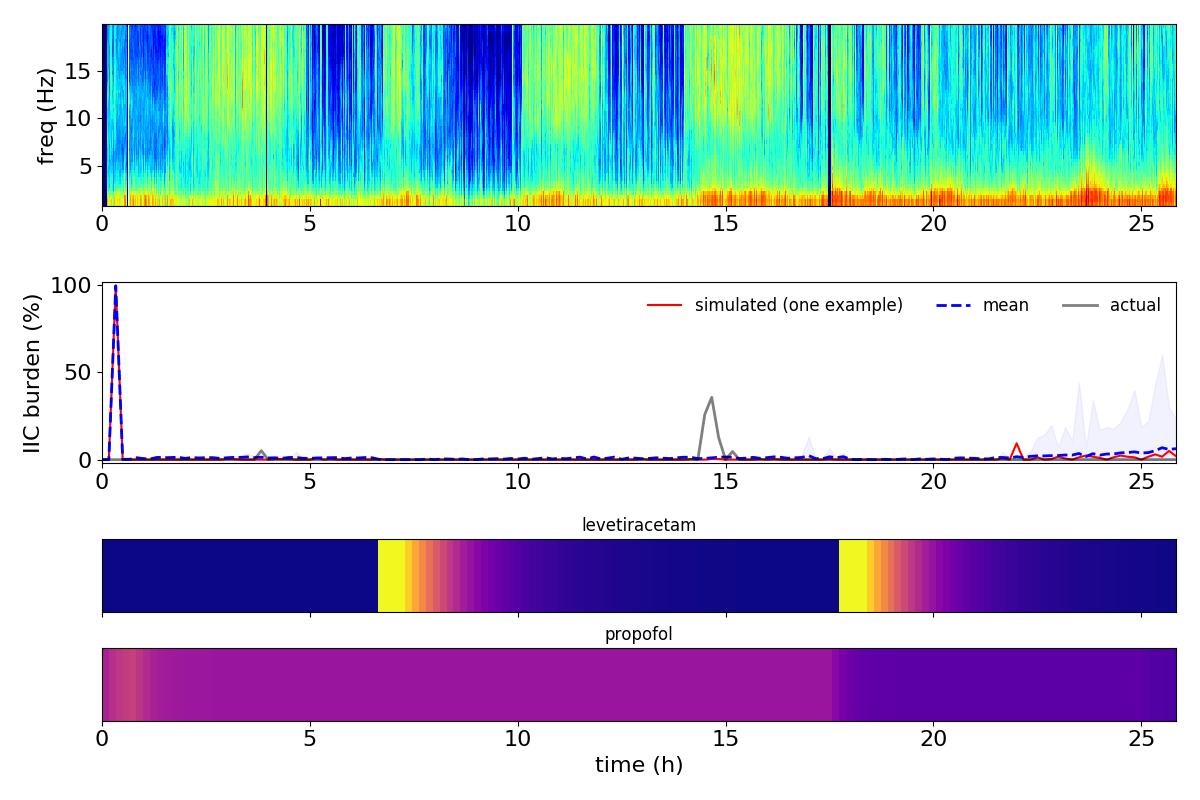 freq (Hz)
15
10
5
0 5 10 15 20 25
IIC burden (%)
100
50
0
simulated (one example) mean actual
0 5 10 15 20 25
levetiracetam
propofol
0 5 10 15 20 25
time (h)